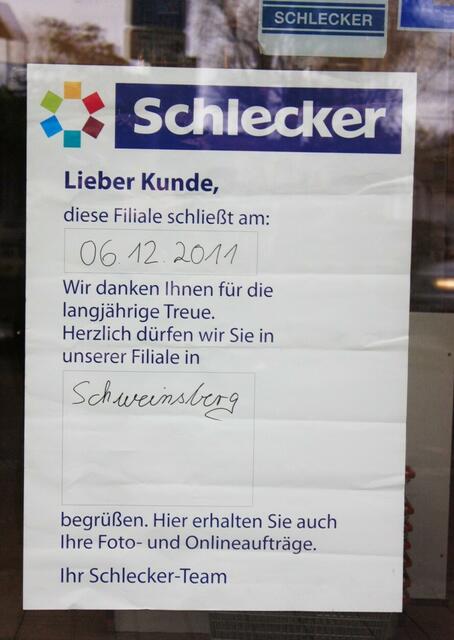 SCHLECKER
Schlecker
Lieber Kunde,
diese Filiale schließt am:
06.12.2011
Wir danken Ihnen für die
langjährige Treue.
Herzlich dürfen wir Sie in
unserer Filiale in
Schweinsberg
begrüßen. Hier erhalten Sie auch
Ihre Foto- und Onlineaufträge.
Ihr Schlecker-Team